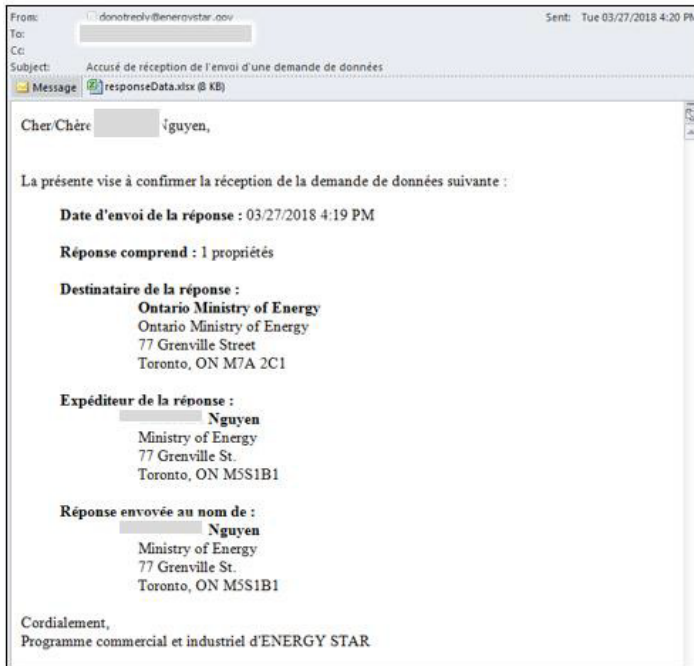 From: donotreply@energystar.gov Sent: Tue 03/27/2018 4:20 PM
To:
Cc:
Subject: Accusé de réception de l'envoi d'une demande de données
Message responseData.xlsx (8 KB)
Cher/Chère Nguyen,
La présente vise à confirmer la réception de la demande de données suivante :
Date d'envoi de la réponse : 03/27/2018 4:19 PM
Réponse comprend : 1 propriétés
Destinataire de la réponse :
Ontario Ministry of Energy
Ontario Ministry of Energy
77 Grenville Street
Toronto, ON M7A 2C1
Expéditeur de la réponse :
Nguyen
Ministry of Energy
77 Grenville St.
Toronto, ON M5S1B1
Réponse envoyée au nom de :
Nguyen
Ministry of Energy
77 Grenville St.
Toronto, ON M5S1B1
Cordialement,
Programme commercial et industriel d'ENERGY STAR